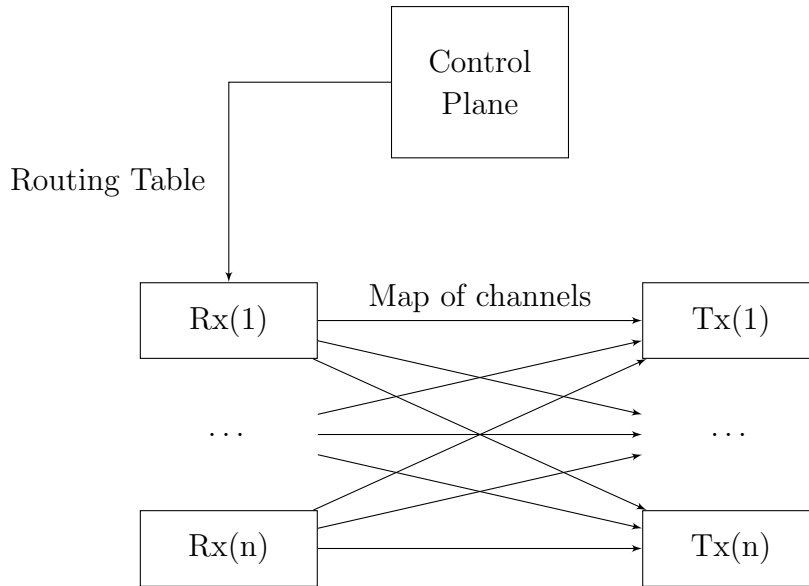 Control
Plane
Routing Table
Map of channels
Rx(1)
Tx(1)
...
...
Rx(n)
Tx(n)